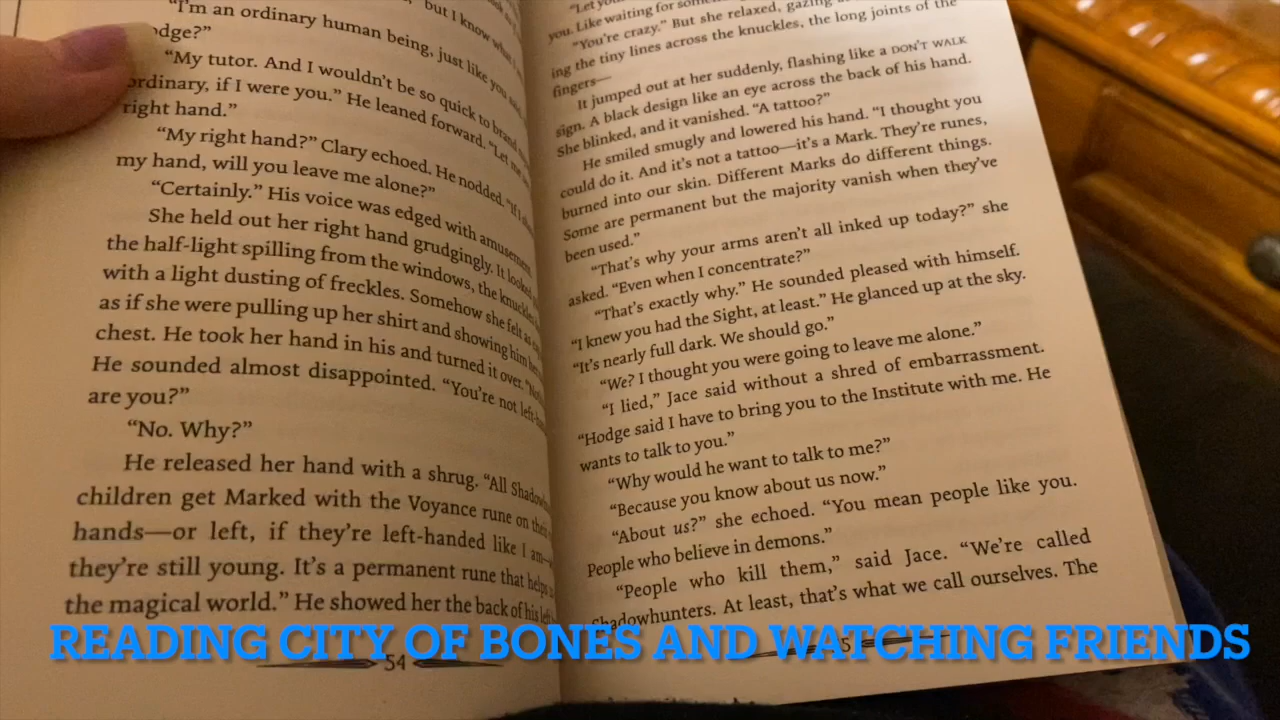 "I'm an ordinary human being, just like you
odge?"
"My tutor. And I wouldn't be so quick to brand
ordinary, if I were you." He leaned forward. "Let me
right hand."
"My right hand?" Clary echoed. He nodded. "If I
my hand, will you leave me alone?"
"Certainly." His voice was edged with amusement.
She held out her right hand grudgingly. It looked
the half-light spilling from the windows, the knuckles
with a light dusting of freckles. Somehow she felt as
as if she were pulling up her shirt and showing him her
chest. He took her hand in his and turned it over.
He sounded almost disappointed. "You're not left-
are you?"
"No. Why?"
He released her hand with a shrug. "All
children get Marked with the Voyance rune on their
hands—or left, if they're left-handed like I am—
they're still young. It's a permanent rune that helps
the magical world." He showed her the back of his
54
you. Like waiting for
"You're crazy." But she relaxed, gazing
ing the tiny lines across the knuckles, the long joints of the
fingers—
It jumped out at her suddenly, flashing like a DON'T WALK
sign. A black design like an eye across the back of his hand.
She blinked, and it vanished. "A tattoo?"
He smiled smugly and lowered his hand. "I thought you
could do it. And it's not a tattoo—it's a Mark. They're runes,
burned into our skin. Different Marks do different things.
Some are permanent but the majority vanish when they've
been used."
"That's why your arms aren't all inked up today?" she
asked. "Even when I concentrate?"
"That's exactly why." He sounded pleased with himself.
"I knew you had the Sight, at least." He glanced up at the sky.
"It's nearly full dark. We should go."
"We? I thought you were going to leave me alone."
"I lied," Jace said without a shred of embarrassment.
"Hodge said I have to bring you to the Institute with me. He
wants to talk to you."
"Why would he want to talk to me?"
"Because you know about us now."
"About us?" she echoed. "You mean people like you.
People who believe in demons."
"People who kill them," said Jace. "We're called
Shadowhunters. At least, that's what we call ourselves. The
READING CITY OF BONES AND WATCHING FRIENDS